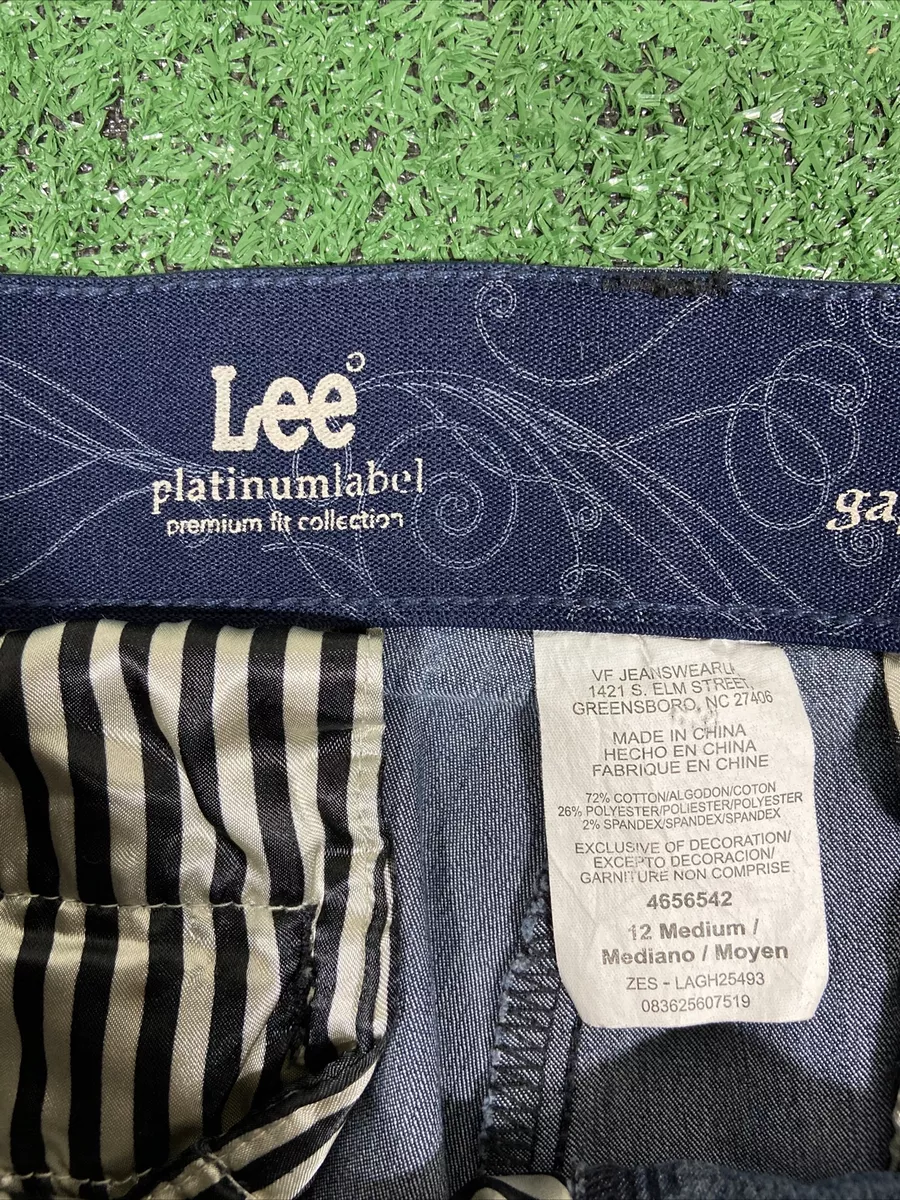 Lee
platinumlabel
premium fit collection
VF JEANSWEAR
1421 S. ELM STREET,
GREENSBORO, NC 27406
MADE IN CHINA
HECHO EN CHINA
FABRIQUE EN CHINE
72% COTTON/ALGODON/COTON
26% POLYESTER/POLIESTER/POLYESTER
2% SPANDEX/SPANDEX/SPANDEX
EXCLUSIVE OF DECORATION/
EXCEPTO DECORACION/
GARNITURE NON COMPRISE
4656542
12 Medium /
Mediano / Moyen
ZES - LAGH25493
083625607519